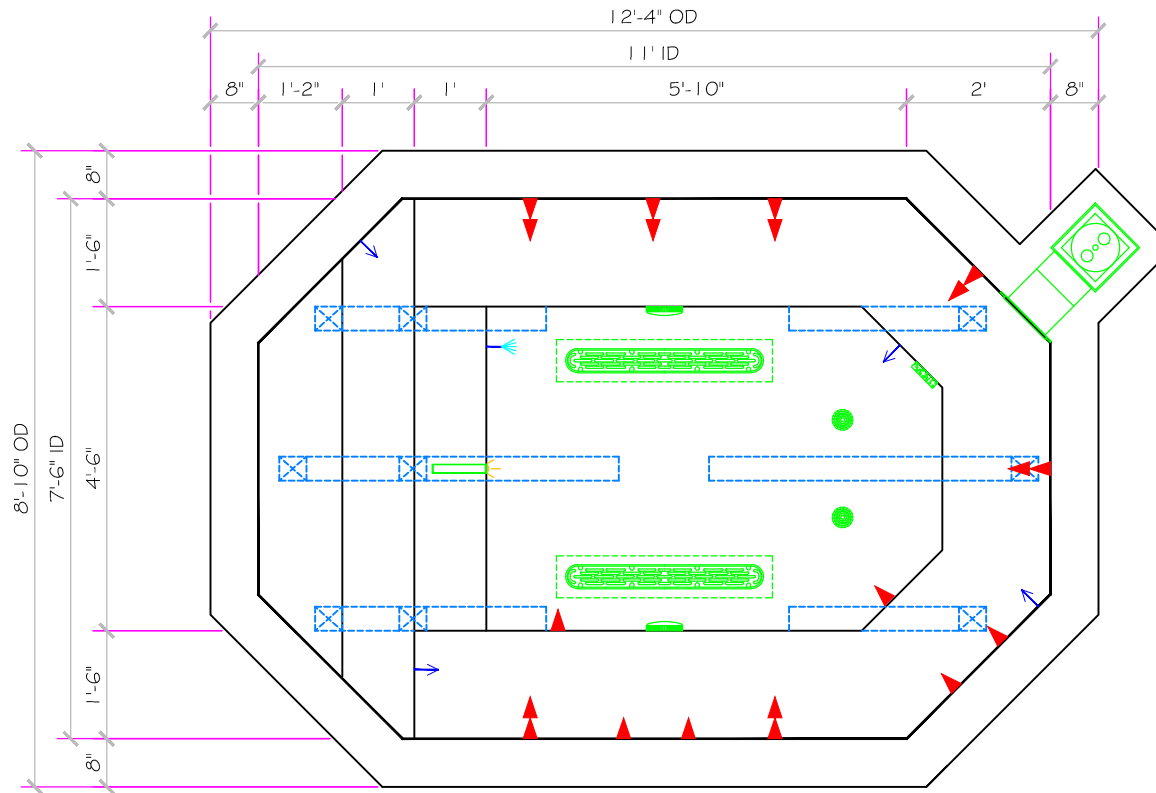 12'-4" OD
11' ID
8" 1'-2" 1' 1' 5'-10" 2' 8"
8"
1'-6"
4'-6"
1'-6"
8"
7'-6" ID
8'-10" OD